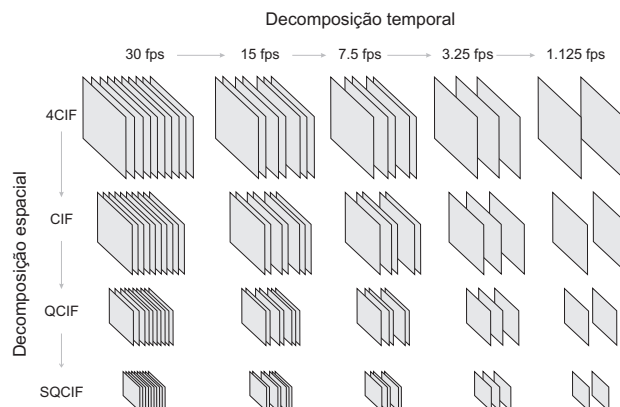 Decomposição temporal
30 fps 15 fps 7.5 fps 3.25 fps 1.125 fps
4CIF
CIF
QCIF
SQCIF
Decomposição espacial